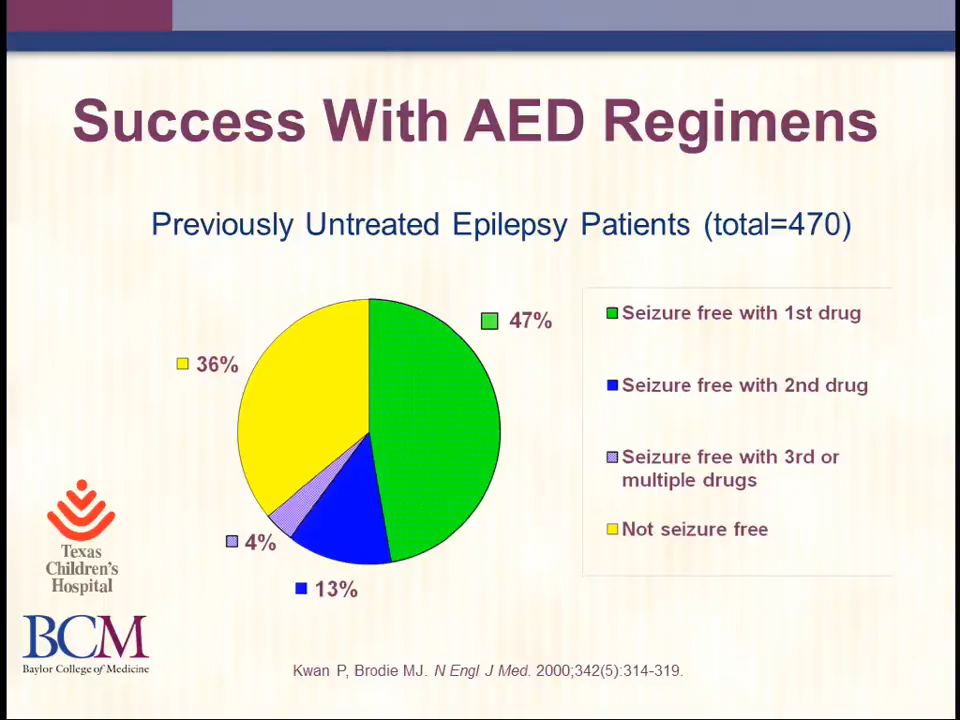 Success With AED Regimens
Previously Untreated Epilepsy Patients (total=470)
47%
36%
4%
13%
Seizure free with 1st drug
Seizure free with 2nd drug
Seizure free with 3rd or
multiple drugs
Not seizure free
Texas
Children's
Hospital
BCM
Baylor College of Medicine
Kwan P, Brodie MJ. N Engl J Med. 2000;342(5):314-319.